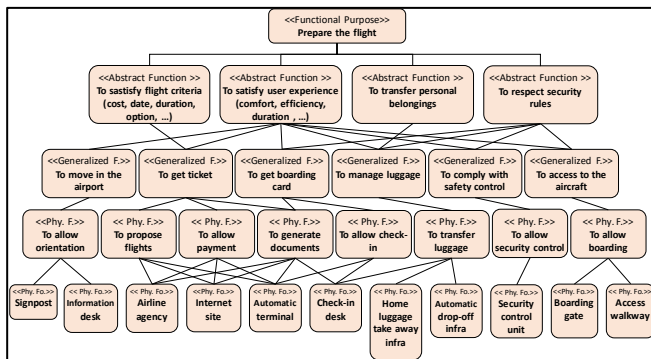 <<Functional Purpose>>
Prepare the flight
<<Abstract Function >>
To sastisfy flight criteria
(cost, date, duration,
option, ...)
<<Abstract Function >>
To satisfy user experience
(comfort, efficiency,
duration , ...)
<<Abstract Function >>
To transfer personal
belongings
<<Abstract Function >>
To respect security
rules
<<Generalized F.>>
To move in the
airport
<<Generalized F.>>
To get ticket
<<Generalized F.>>
To get boarding
card
<<Generalized F.>>
To manage luggage
<<Generalized F.>>
To comply with
safety control
<<Generalized F.>>
To access to the
aircraft
<<Phy. F.>>
To allow
orientation
<<Phy. F.>>
To propose
flights
<<Phy. F.>>
To allow
payment
<<Phy. F.>>
To generate
documents
<<Phy. F.>>
To allow check-
in
<<Phy. F.>>
To transfer
luggage
<<Phy. F.>>
To allow
security control
<<Phy. F.>>
To allow
boarding
<<Phy. Fo.>>
Signpost
<<Phy. Fo.>>
Information
desk
<<Phy. Fo.>>
Airline
agency
<<Phy. Fo.>>
Internet
site
<<Phy. Fo.>>
Automatic
terminal
<<Phy. Fo.>>
Check-in
desk
<<Phy. Fo.>>
Home
luggage
take away
infra
<<Phy. Fo.>>
Automatic
drop-off
infra
<<Phy. Fo.>>
Security
control
unit
<<Phy. Fo.>>
Boarding
gate
<<Phy. Fo.>>
Access
walkway